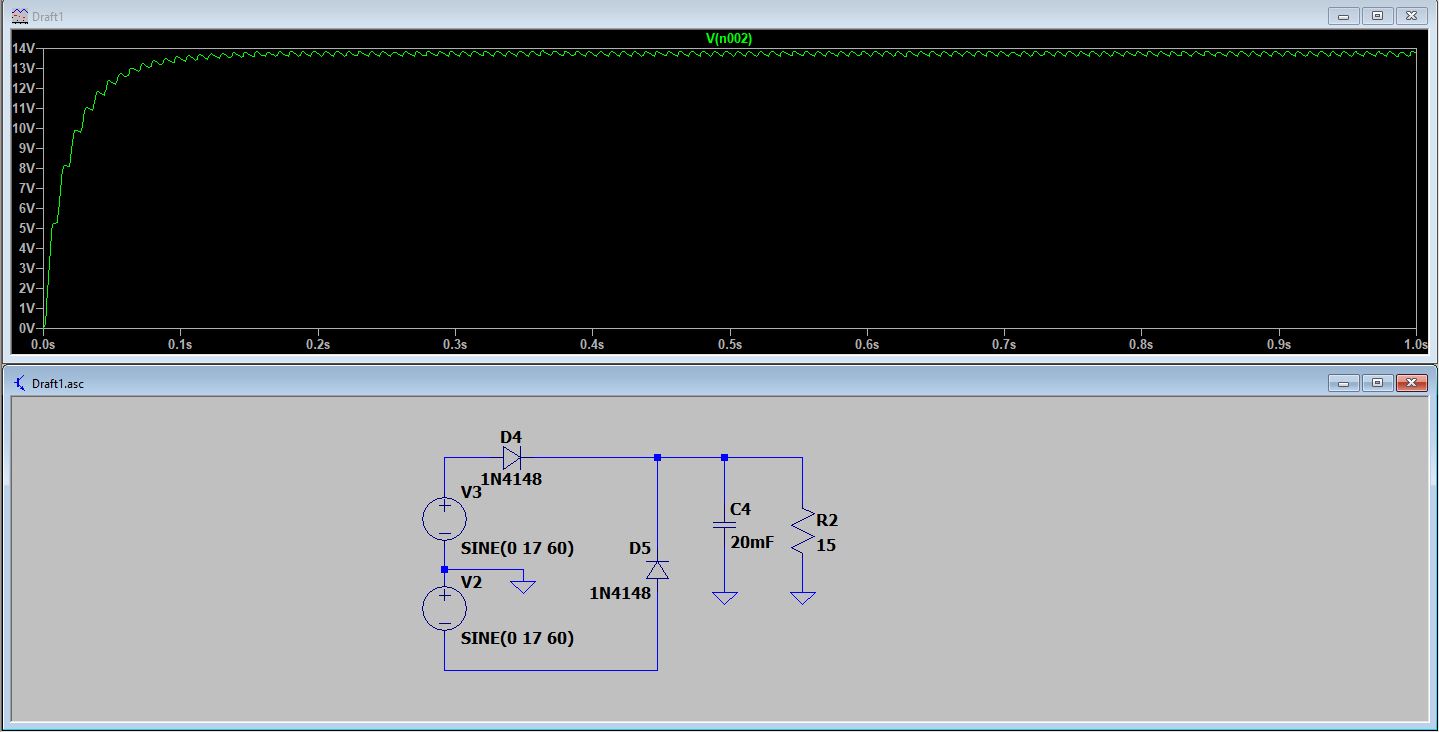 Draft1
V(n002)
14V
13V
12V
11V
10V
9V
8V
7V
6V
5V
4V
3V
2V
1V
0V
0.0s 0.1s 0.2s 0.3s 0.4s 0.5s 0.6s 0.7s 0.8s 0.9s 1.0s
Draft1.asc
D4
1N4148
V3
SINE(0 17 60)
V2
SINE(0 17 60)
D5
1N4148
C4
20mF
R2
15